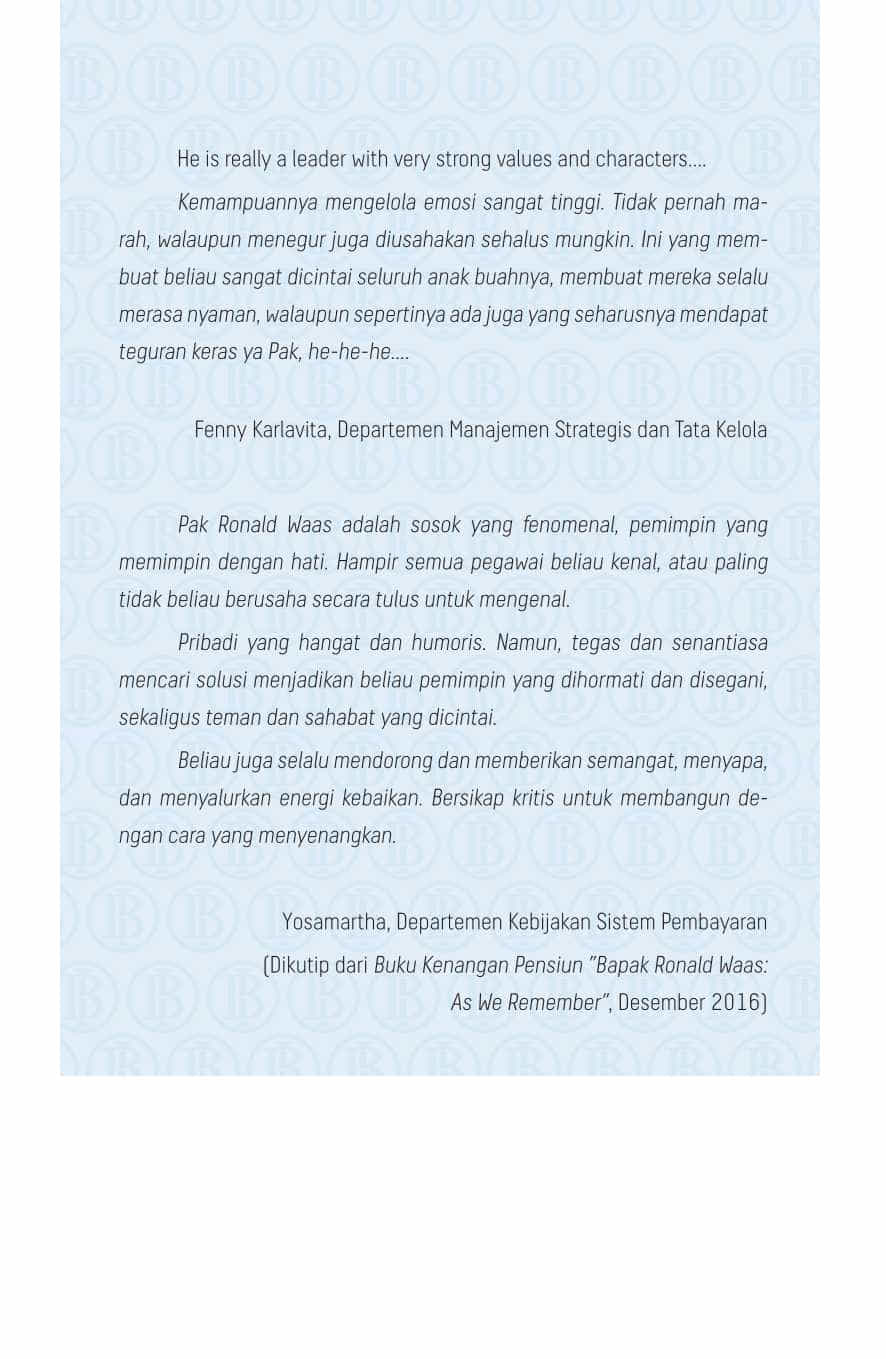 He is really a leader with very strong values and characters....
Kemampuannya mengelola emosi sangat tinggi. Tidak pernah ma-
rah, walaupun menegur juga diusahakan sehalus mungkin. Ini yang mem-
buat beliau sangat dicintai seluruh anak buahnya, membuat mereka selalu
merasa nyaman, walaupun sepertinya ada juga yang seharusnya mendapat
teguran keras ya Pak, he-he-he....
Fenny Karlavita, Departemen Manajemen Strategis dan Tata Kelola
Pak Ronald Waas adalah sosok yang fenomenal, pemimpin yang
memimpin dengan hati. Hampir semua pegawai beliau kenal, atau paling
tidak beliau berusaha secara tulus untuk mengenal.
Pribadi yang hangat dan humoris. Namun, tegas dan senantiasa
mencari solusi menjadikan beliau pemimpin yang dihormati dan disegani,
sekaligus teman dan sahabat yang dicintai.
Beliau juga selalu mendorong dan memberikan semangat, menyapa,
dan menyalurkan energi kebaikan. Bersikap kritis untuk membangun de-
ngan cara yang menyenangkan.
Yosamartha, Departemen Kebijakan Sistem Pembayaran
(Dikutip dari Buku Kenangan Pensiun "Bapak Ronald Waas:
As We Remember", Desember 2016)